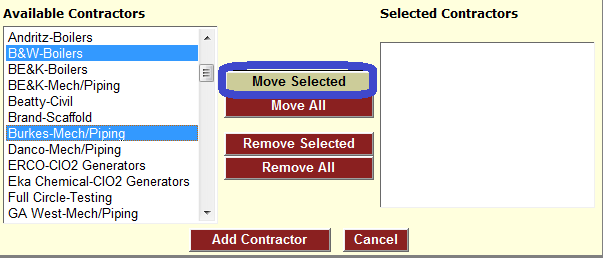 Available Contractors
Selected Contractors
Andritz-Boilers
B&W-Boilers
BE&K-Boilers
BE&K-Mech/Piping
Beatty-Civil
Brand-Scaffold
Burkes-Mech/Piping
Danco-Mech/Piping
ERCO-ClO2 Generators
Eka Chemical-ClO2 Generators
Full Circle-Testing
GA West-Mech/Piping
Move Selected
Move All
Remove Selected
Remove All
Add Contractor
Cancel